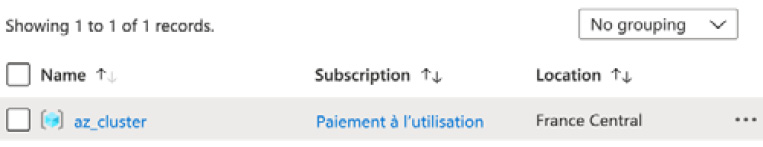 Showing 1 to 1 of 1 records.
No grouping
Name ↑↓ Subscription ↑↓ Location ↑↓
az_cluster Paiement à l'utilisation France Central ...